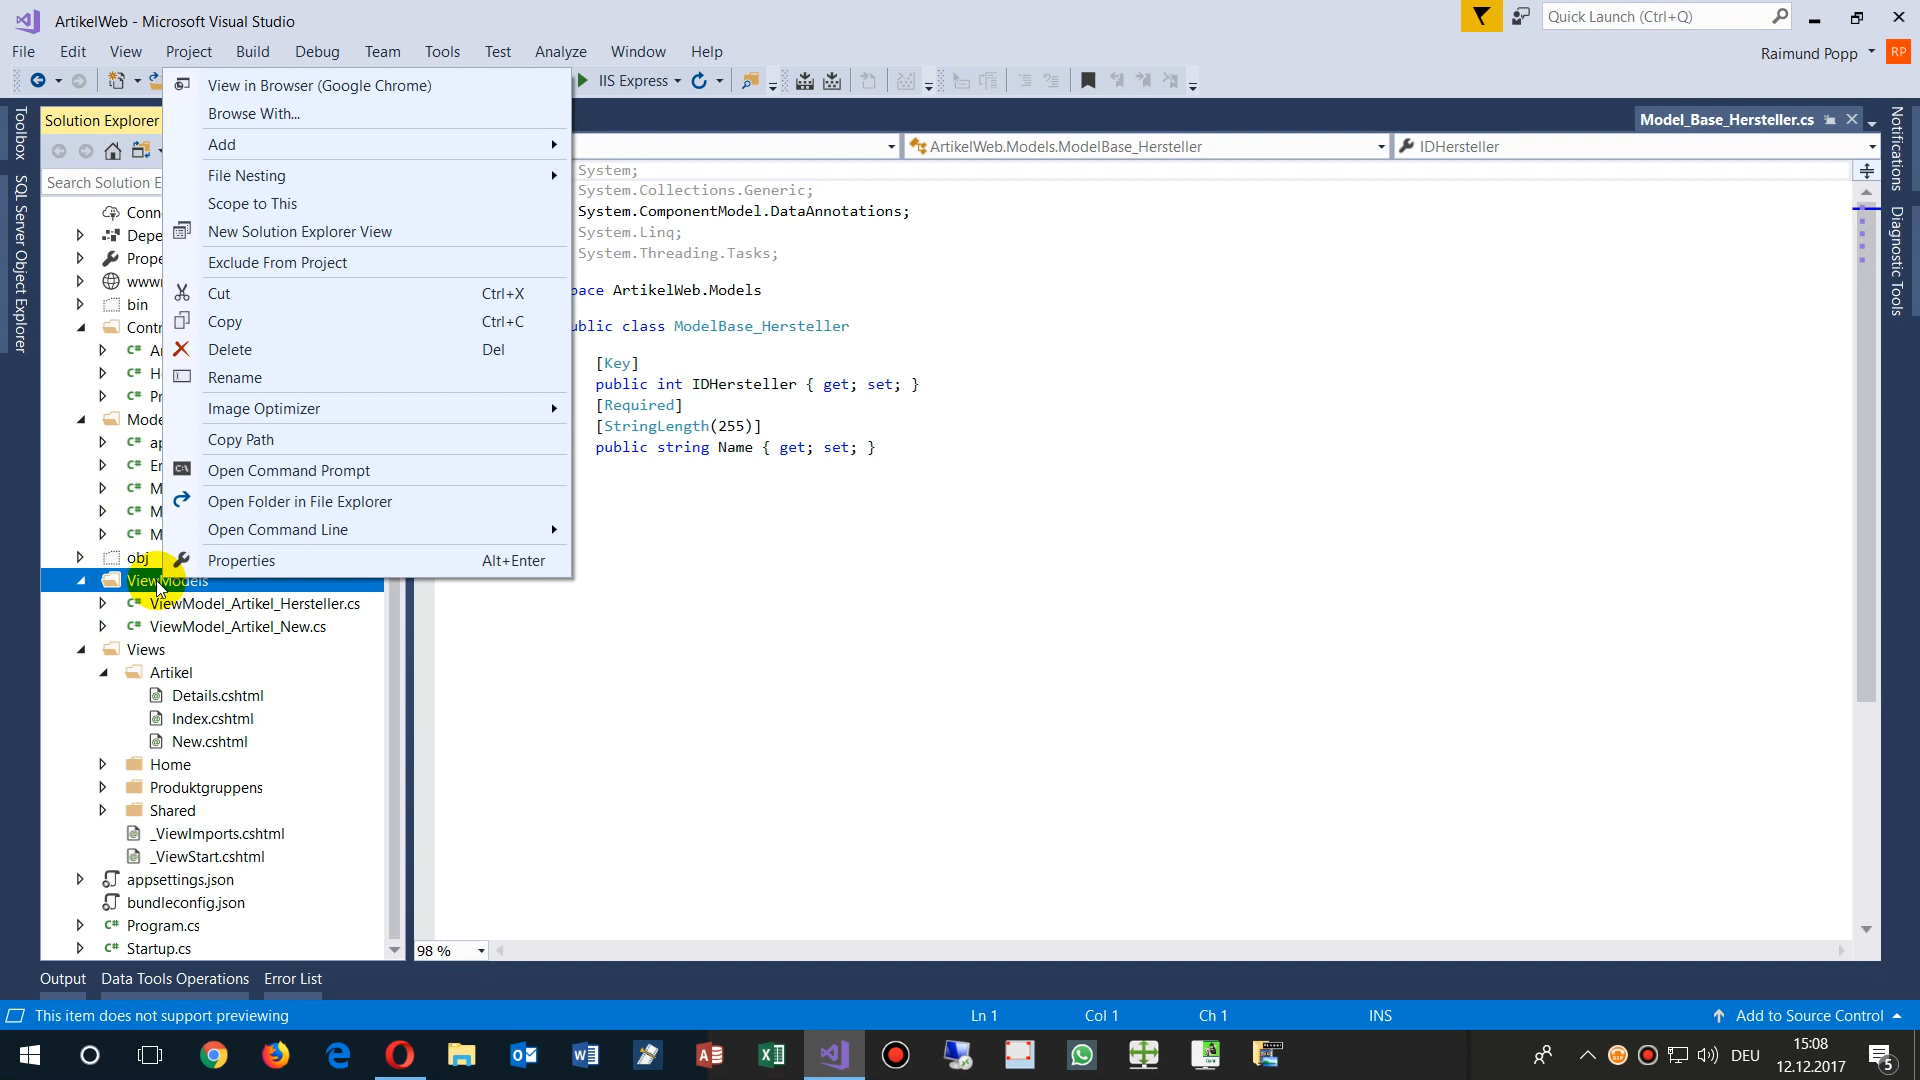 ArtikelWeb - Microsoft Visual Studio
Quick Launch (Ctrl+Q)
File Edit View Project Build Debug Team Tools Test Analyze Window Help
Raimund Popp RP
IIS Express
Toolbox
SQL Server Object Explorer
Solution Explorer
Search Solution E
Conn
Depe
Prope
www
bin
Contr
A
H
Pr
Mode
ap
Er
M
M
M
obj
ViewModels
ViewModel_Artikel_Hersteller.cs
ViewModel_Artikel_New.cs
Views
Artikel
Details.cshtml
Index.cshtml
New.cshtml
Home
Produktgruppens
Shared
_ViewImports.cshtml
_ViewStart.cshtml
appsettings.json
bundleconfig.json
Program.cs
Startup.cs
View in Browser (Google Chrome)
Browse With...
Add
File Nesting
Scope to This
New Solution Explorer View
Exclude From Project
Cut Ctrl+X
Copy Ctrl+C
Delete Del
Rename
Image Optimizer
Copy Path
Open Command Prompt
Open Folder in File Explorer
Open Command Line
Properties Alt+Enter
Model_Base_Hersteller.cs
ArtikelWeb.Models.ModelBase_Hersteller
IDHersteller
System;
System.Collections.Generic;
System.ComponentModel.DataAnnotations;
System.Linq;
System.Threading.Tasks;
pace ArtikelWeb.Models
ublic class ModelBase_Hersteller
[Key]
public int IDHersteller { get; set; }
[Required]
[StringLength(255)]
public string Name { get; set; }
98 %
Notifications
Diagnostic Tools
Output Data Tools Operations Error List
This item does not support previewing Ln 1 Col 1 Ch 1 INS Add to Source Control
DEU
15:08
12.12.2017
5